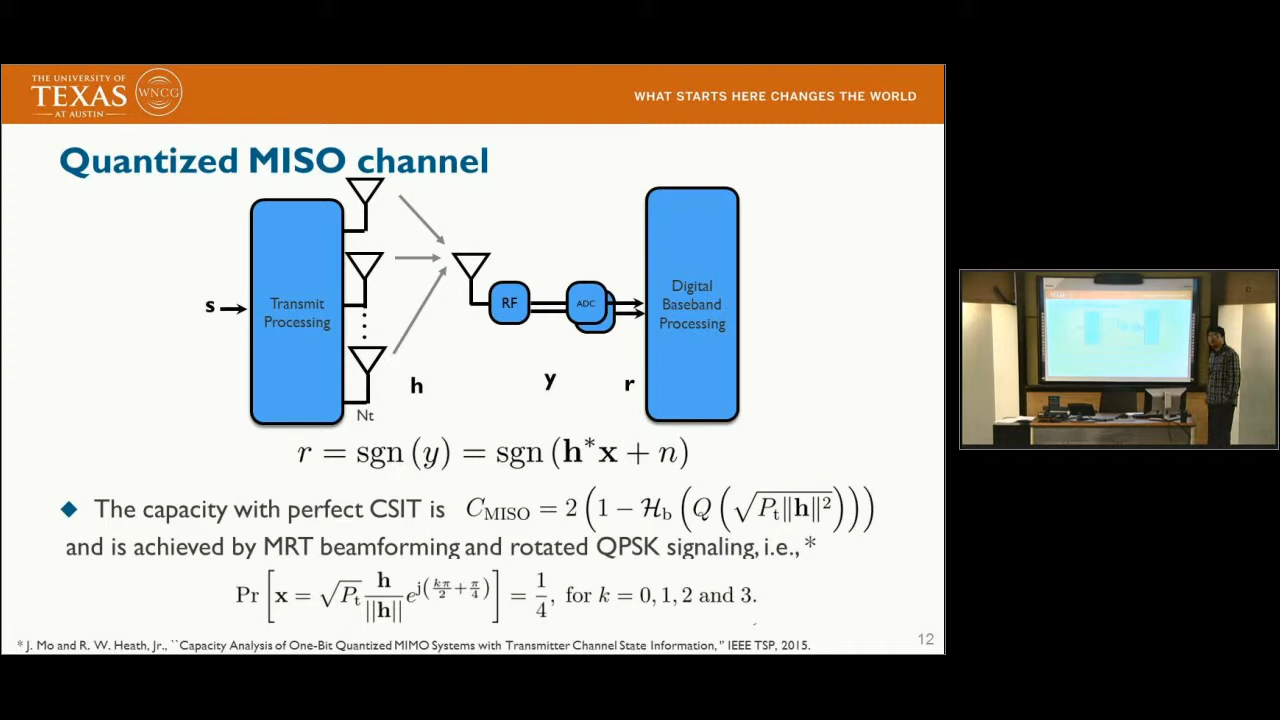 THE UNIVERSITY OF
TEXAS
AT AUSTIN
WNCG
WHAT STARTS HERE CHANGES THE WORLD
Quantized MISO channel
s
Transmit
Processing
Nt
h
RF
ADC
y
r
Digital
Baseband
Processing
r = sgn (y) = sgn (h*x + n)
◆ The capacity with perfect CSIT is C_MISO = 2 (1 − H_b (Q (√(P_t‖h‖²))))
and is achieved by MRT beamforming and rotated QPSK signaling, i.e., *
Pr [x = √P_t h/||h|| e^{j(kπ/2 + π/4)}] = 1/4, for k = 0, 1, 2 and 3.
* J. Mo and R. W. Heath, Jr., ``Capacity Analysis of One-Bit Quantized MIMO Systems with Transmitter Channel State Information," IEEE TSP, 2015.
12